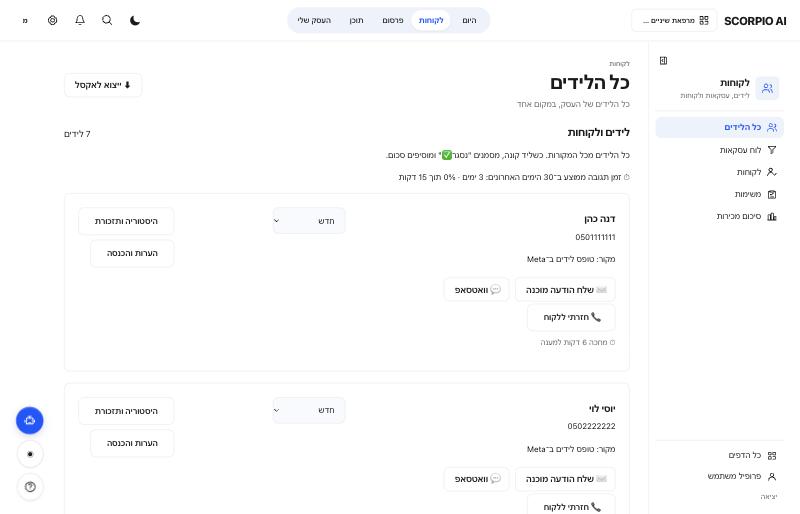 SCORPIO AI
מרפאת שיניים ...
היום
לקוחות
פרסום
תוכן
העסק שלי
מ
לקוחות
לידים, עסקאות ולקוחות
כל הלידים
לוח עסקאות
לקוחות
משימות
סיכום מכירות
כל הדפים
פרופיל משתמש
יציאה
לקוחות
כל הלידים
כל הלידים של העסק, במקום אחד
⬇ ייצוא לאקסל
לידים ולקוחות
7 לידים
כל הלידים מכל המקורות. כשליד קונה, מסמנים "נסגר✅" ומוסיפים סכום.
⏱ זמן תגובה ממוצע ב־30 הימים האחרונים: 3 ימים · 0% תוך 15 דקות
דנה כהן
0501111111
מקור: טופס לידים ב־Meta
✉️ שלח הודעה מוכנה
💬 וואטסאפ
📞 חזרתי ללקוח
⏱ מחכה 6 דקות למענה
חדש
היסטוריה ותזכורת
הערות והכנסה
יוסי לוי
0502222222
מקור: טופס לידים ב־Meta
✉️ שלח הודעה מוכנה
💬 וואטסאפ
📞 חזרתי ללקוח
חדש
היסטוריה ותזכורת
הערות והכנסה